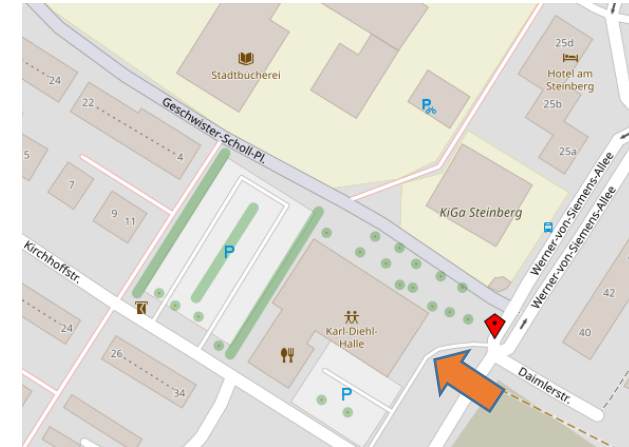 25d
Stadtbücherei
Hotel am
Steinberg
24
22
25b
P
Geschwister-Scholl-Pl.
25a
5
4
7
KiGa Steinberg
Werner-von-Siemens-Allee
Werner-von-Siemens-Allee
9
11
P
Kirchhoffstr.
42
24
Karl-Diehl-
Halle
40
26
34
P
Daimlerstr.